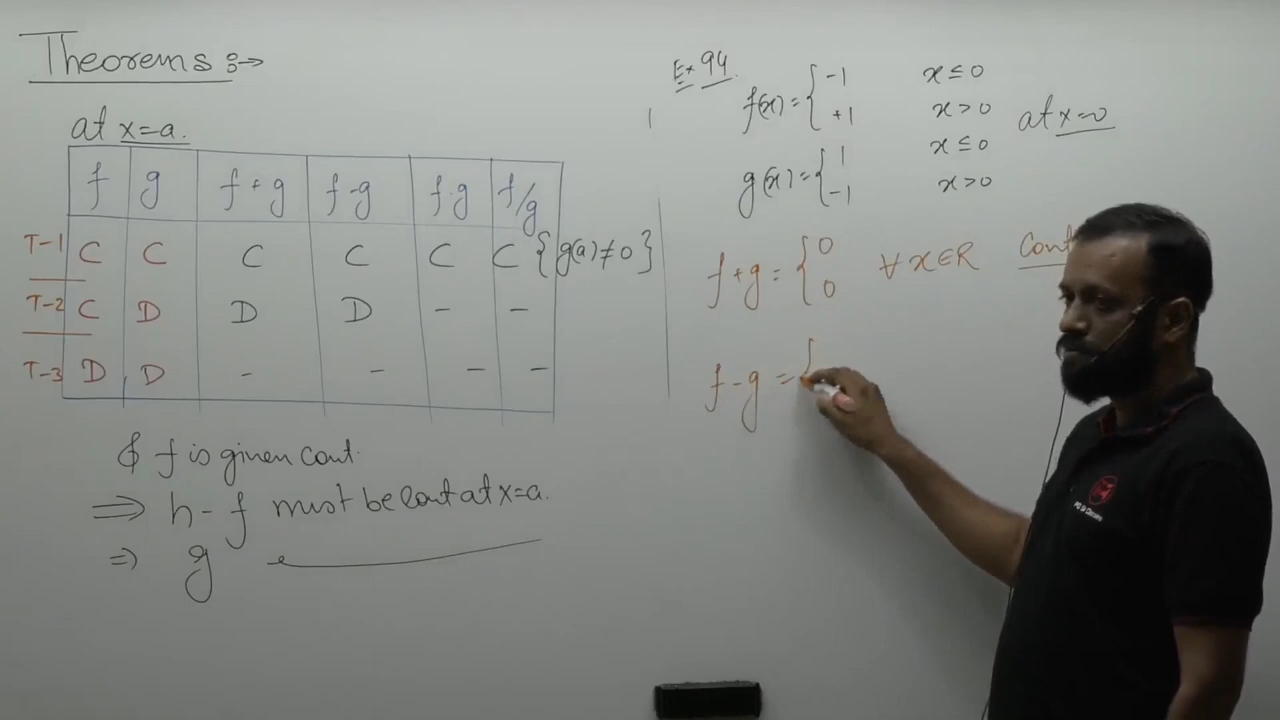 Theorems :→
at x=a.
f g f+g f-g f·g f/g
T-1 C C C C C C {g(a)≠0}
T-2 C D D D - -
T-3 D D - - - -
f is given cont.
⇒ h-f must be cont at x=a.
⇒ g
Ex 94.
f(x) = { -1 x≤0
+1 x>0
at x=0
g(x) = { 1 x≤0
-1 x>0
f+g = { 0
0
∀ x∈R Cont
f-g = {